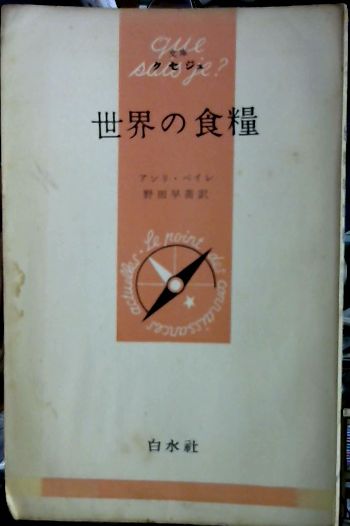 que
文庫
クセジュ
sais-je?
世界の食糧
アンリ・ベイレ
野田早苗訳
Le point des connaissances actuelles.
白水社